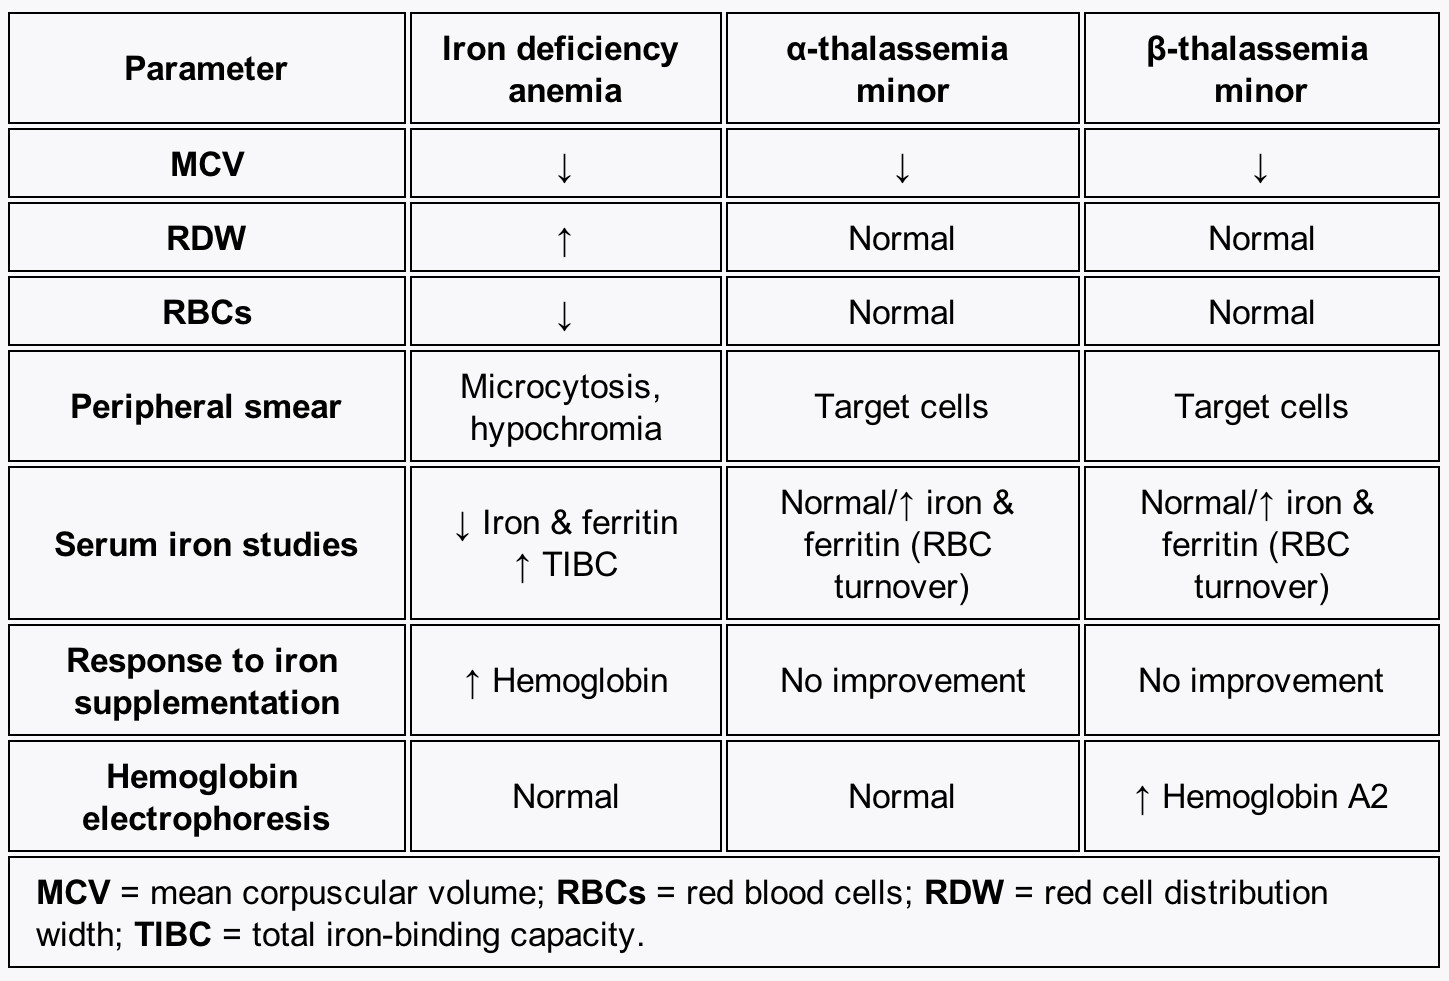 Parameter
Iron deficiency
anemia
α-thalassemia
minor
β-thalassemia
minor
MCV
↓
↓
↓
RDW
↑
Normal
Normal
RBCs
↓
Normal
Normal
Peripheral smear
Microcytosis,
hypochromia
Target cells
Target cells
Serum iron studies
↓ Iron & ferritin
↑ TIBC
Normal/↑ iron &
ferritin (RBC
turnover)
Normal/↑ iron &
ferritin (RBC
turnover)
Response to iron
supplementation
↑ Hemoglobin
No improvement
No improvement
Hemoglobin
electrophoresis
Normal
Normal
↑ Hemoglobin A2
MCV = mean corpuscular volume; RBCs = red blood cells; RDW = red cell distribution
width; TIBC = total iron-binding capacity.